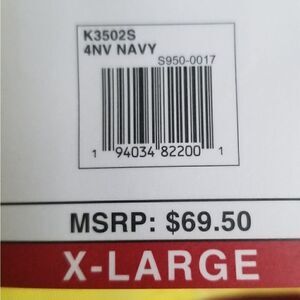 K3502S
4NV NAVY
S950-0017
1 94034 82200 1
MSRP: $69.50
X-LARGE